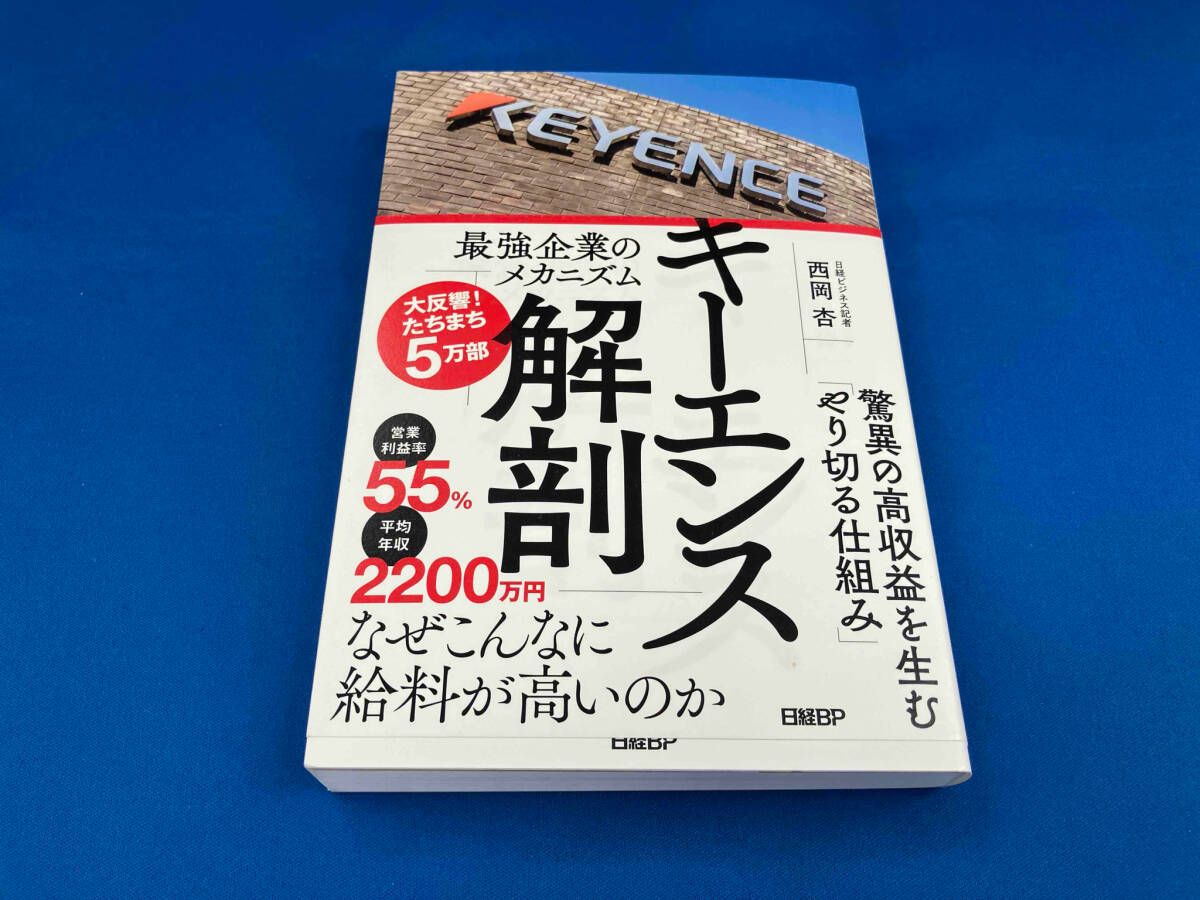 KEYENCE
キーエンス
解剖
最強企業の
メカニズム
日経ビジネス記者
西岡 杏
大反響！
たちまち
5万部
驚異の高収益を生む
「やり切る仕組み」
営業
利益率
55%
平均
年収
2200万円
なぜこんなに
給料が高いのか
日経BP
日経BP